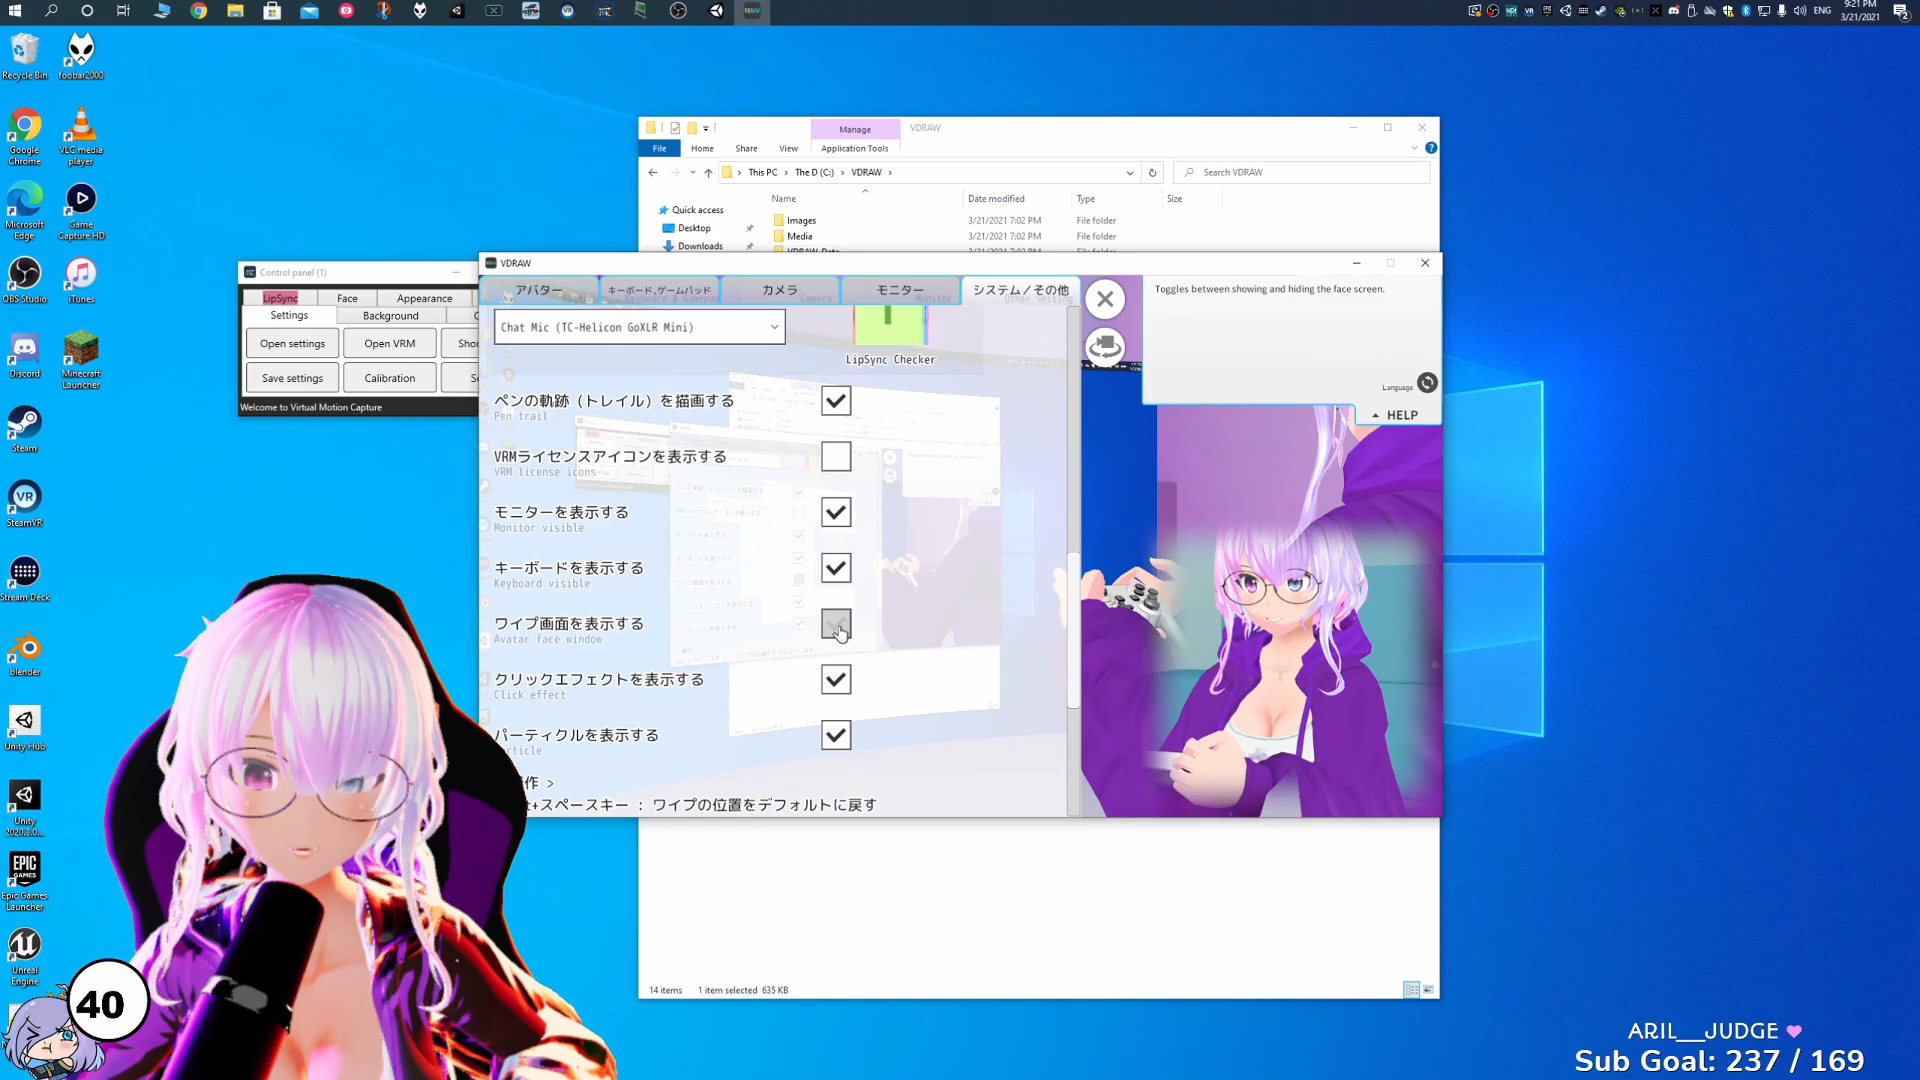 9:21 PM
ENG
3/21/2021
2
Recycle Bin
foobar2000
Google Chrome
VLC media player
Microsoft Edge
Game Capture HD
OBS Studio
iTunes
Discord
Minecraft Launcher
Steam
SteamVR
Stream Deck
blender
Unity Hub
Unity 2020.3.0...
Epic Games Launcher
Unreal Engine
Manage
VDRAW
File
Home
Share
View
Application Tools
This PC > The D (C:) > VDRAW >
Search VDRAW
Name
Date modified
Type
Size
Quick access
Desktop
Downloads
Images
3/21/2021 7:02 PM
File folder
Media
3/21/2021 7:02 PM
File folder
Control panel (1)
LipSync
Face
Appearance
Settings
Background
Open settings
Open VRM
Save settings
Calibration
Welcome to Virtual Motion Capture
VDRAW
アバター
キーボード,ゲームパッド
カメラ
モニター
システム／その他
Keyboard & Gamepad
Camera
Monitor
Other Setting
Chat Mic (TC-Helicon GoXLR Mini)
LipSync Checker
ペンの軌跡（トレイル）を描画する
Pen trail
VRMライセンスアイコンを表示する
VRM license icons
モニターを表示する
Monitor visible
キーボードを表示する
Keyboard visible
ワイプ画面を表示する
Avatar face window
クリックエフェクトを表示する
Click effect
パーティクルを表示する
作 >
+スペースキー : ワイプの位置をデフォルトに戻す
Toggles between showing and hiding the face screen.
Language
HELP
14 items
1 item selected 635 KB
40
ARIL__JUDGE
Sub Goal: 237 / 169